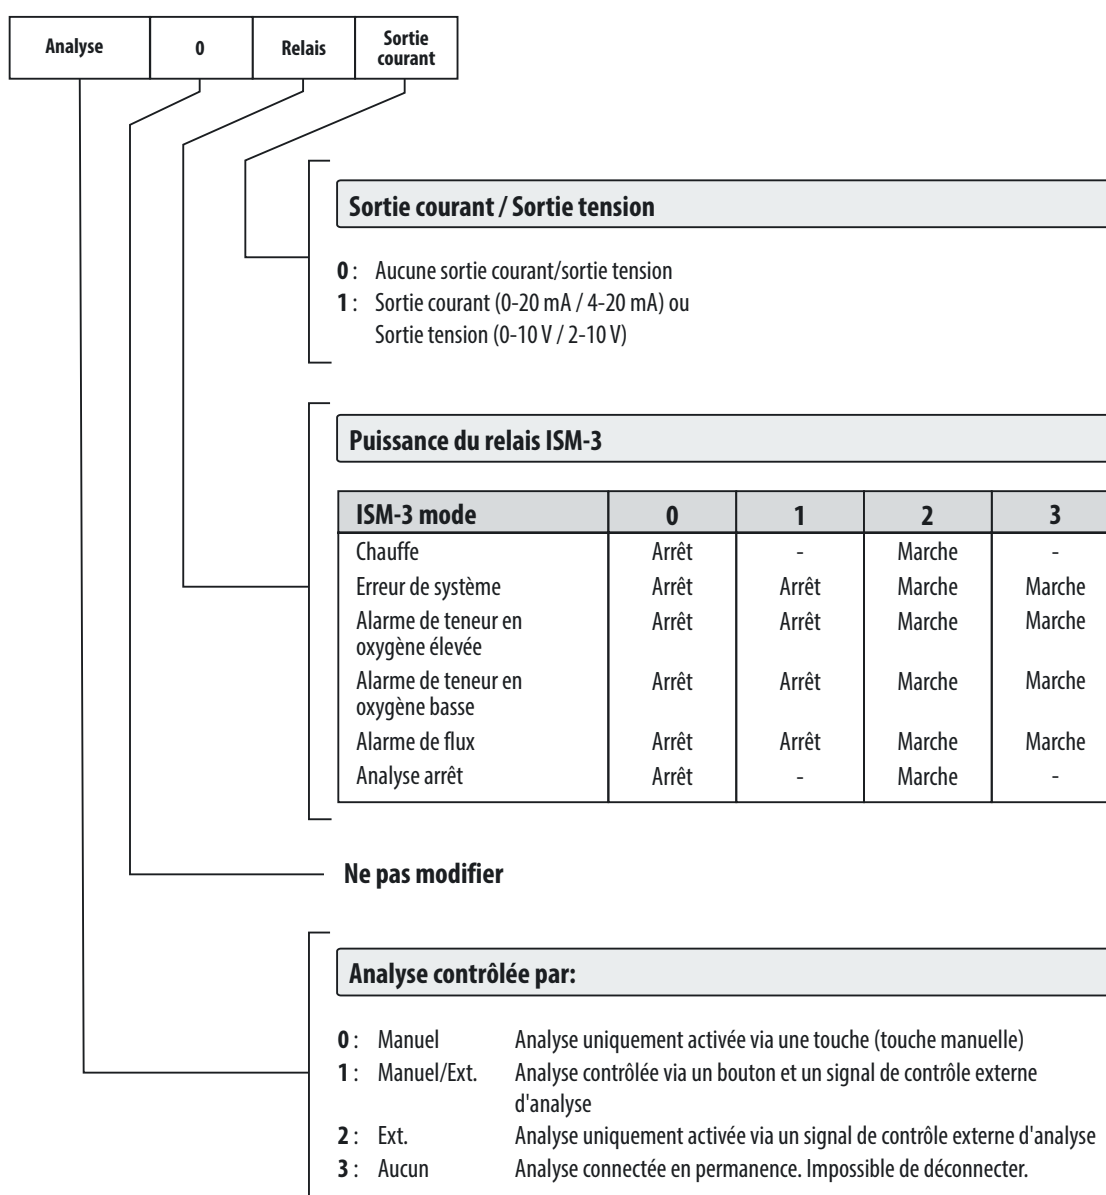 Analyse 0 Relais Sortie courant
Sortie courant / Sortie tension
0 : Aucune sortie courant/sortie tension
1 : Sortie courant (0-20 mA / 4-20 mA) ou
Sortie tension (0-10 V / 2-10 V)
Puissance du relais ISM-3
ISM-3 mode 0 1 2 3
Chauffe Arrêt - Marche -
Erreur de système Arrêt Arrêt Marche Marche
Alarme de teneur en Arrêt Arrêt Marche Marche
oxygène élevée
Alarme de teneur en Arrêt Arrêt Marche Marche
oxygène basse
Alarme de flux Arrêt Arrêt Marche Marche
Analyse arrêt Arrêt - Marche -
Ne pas modifier
Analyse contrôlée par:
0 : Manuel Analyse uniquement activée via une touche (touche manuelle)
1 : Manuel/Ext. Analyse contrôlée via un bouton et un signal de contrôle externe
d'analyse
2 : Ext. Analyse uniquement activée via un signal de contrôle externe d'analyse
3 : Aucun Analyse connectée en permanence. Impossible de déconnecter.